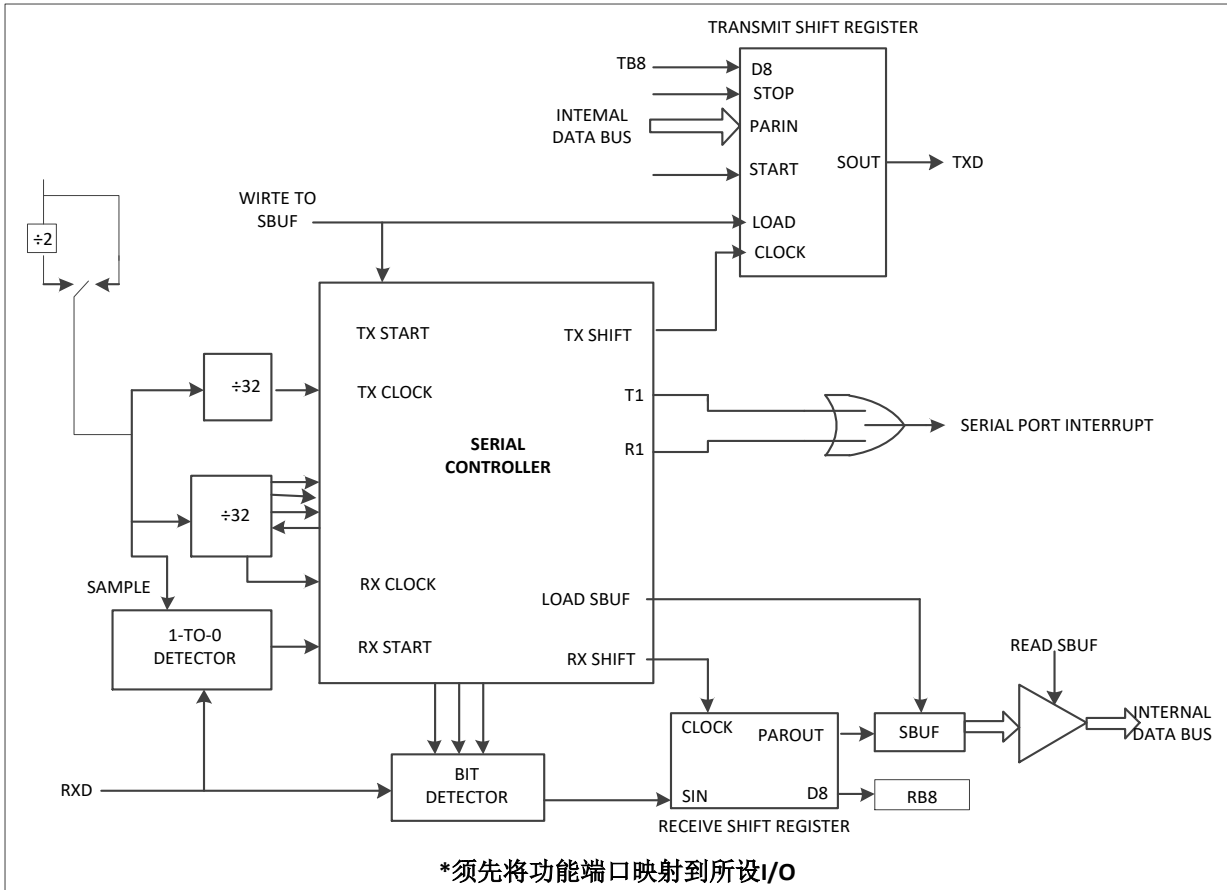 TRANSMIT SHIFT REGISTER
TB8
D8
STOP
INTEMAL
DATA BUS
PARIN
START
SOUT
TXD
WIRTE TO
SBUF
LOAD
CLOCK
÷2
TX START
TX SHIFT
÷32
TX CLOCK
T1
SERIAL PORT INTERRUPT
R1
SERIAL
CONTROLLER
÷32
SAMPLE
RX CLOCK
LOAD SBUF
1-TO-0
DETECTOR
RX START
RX SHIFT
READ SBUF
CLOCK
PAROUT
SBUF
INTERNAL
DATA BUS
RXD
BIT
DETECTOR
SIN
D8
RB8
RECEIVE SHIFT REGISTER
*须先将功能端口映射到所设I/O